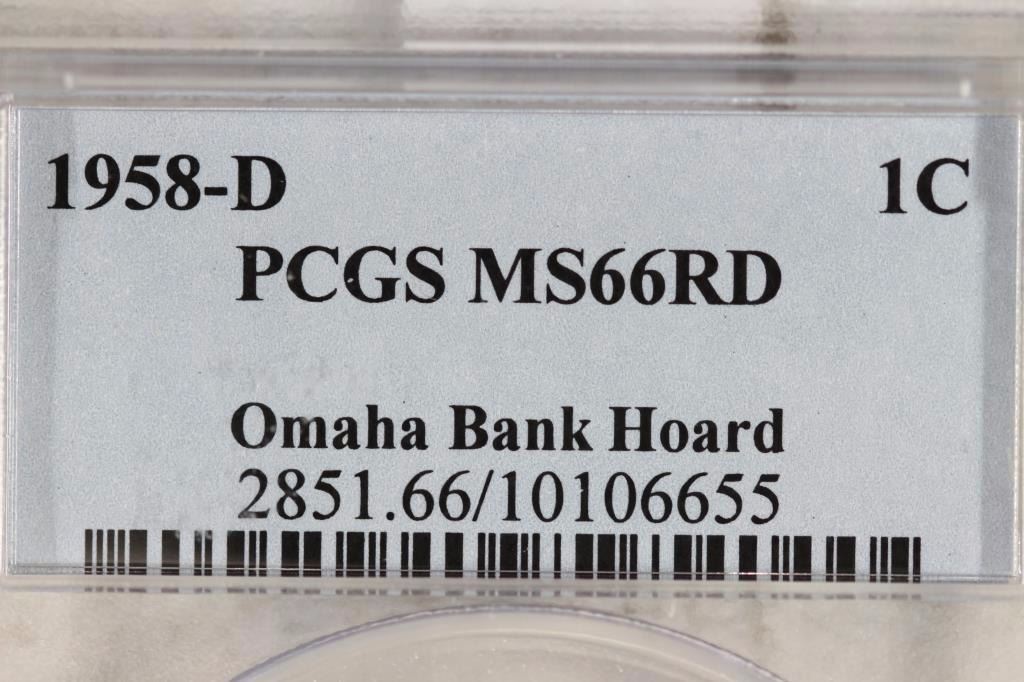 1958-D 1C
PCGS MS66RD
Omaha Bank Hoard
2851.66/10106655